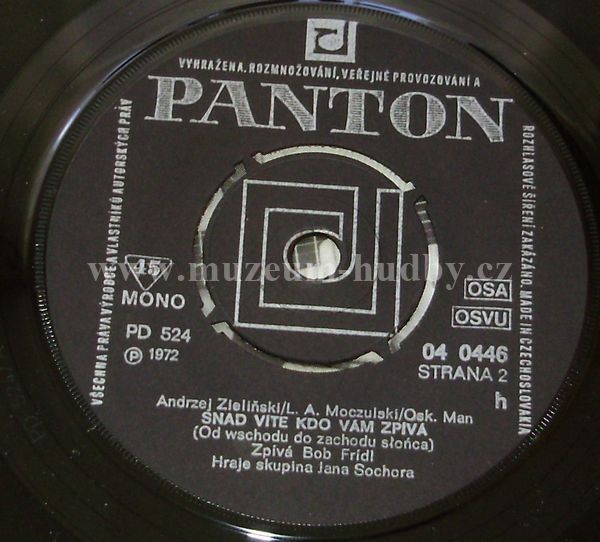 VYHRAŽENA, ROZMNOŽOVÁNÍ, VEŘEJNÉ PROVOZOVÁNÍ A
PANTON
VŠECHNA PRÁVA VÝROBCE A VLASTNÍKŮ AUTORSKÝCH PRÁV
ROZHLASOVÉ ŠÍŘENÍ ZAKÁZÁNO. MADE IN CZECHOSLOVAKIA
www.muzeum-hudby.cz
45
MONO
OSA
OSVU
PD 524
℗ 1972
04 0446
STRANA 2
h
Andrzej Zieliński/L. A. Moczulski/Osk. Man
SNAD VÍTE KDO VÁM ZPÍVÁ
(Od wschodu do zachodu słońca)
Zpívá Bob Frídl
Hraje skupina Jana Sochora